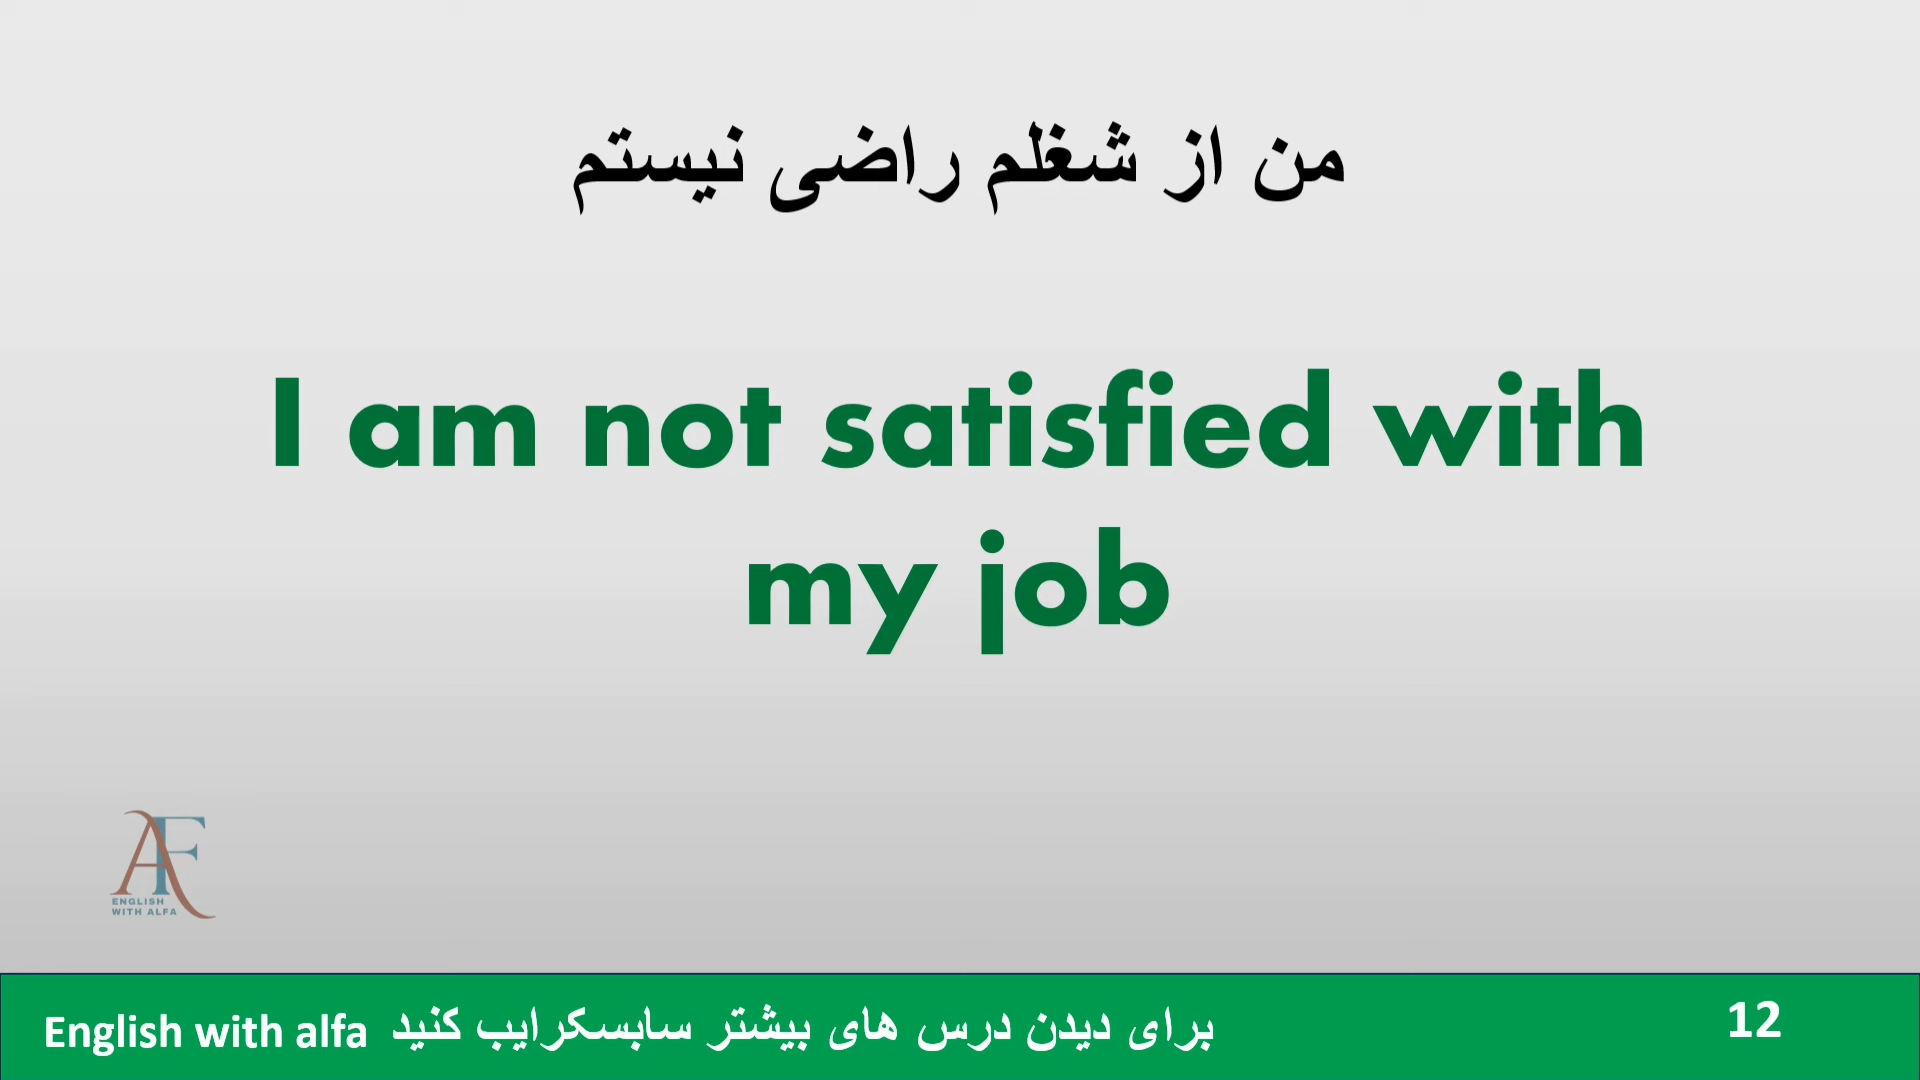 من از شغلم راضی نیستم
I am not satisfied with
my job
AF
ENGLISH
WITH ALFA
English with alfa برای دیدن درس های بیشتر سابسکرایب کنید
12